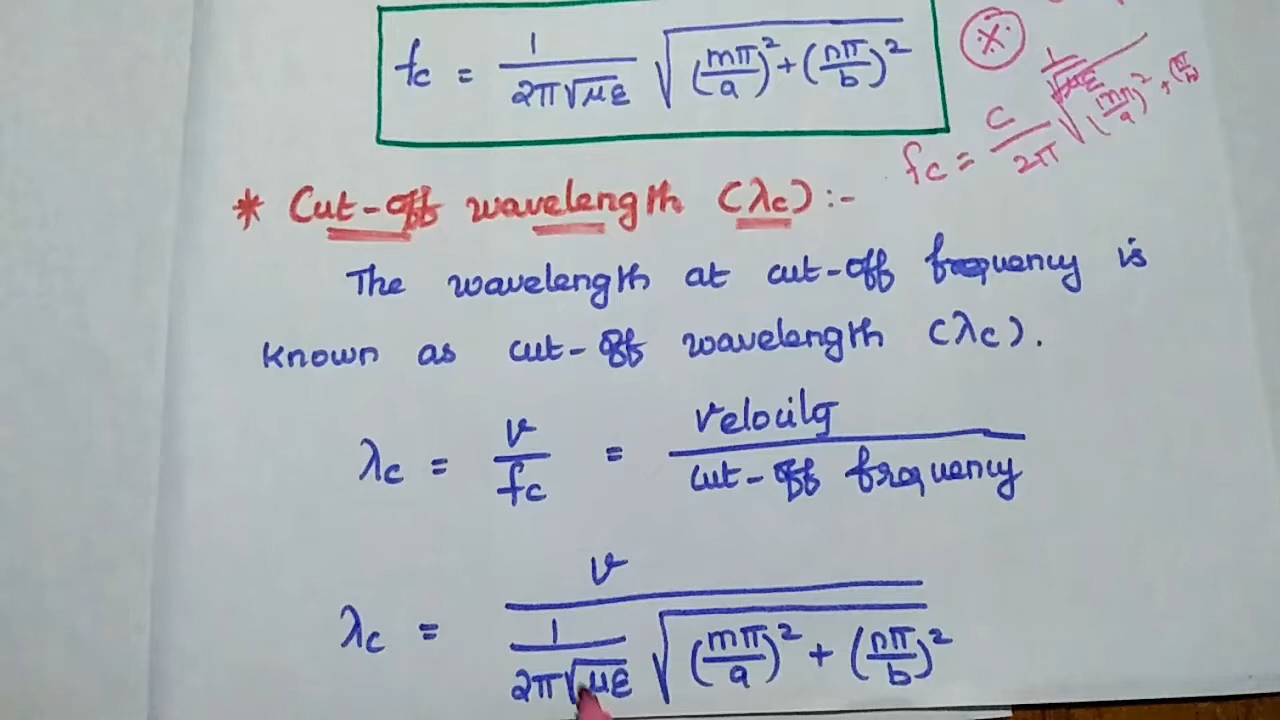 fc = 1/2π√με √(mπ/a)² + (nπ/b)²
1/√με
fc = C/2π √(mπ/a)² + (π/b
* Cut-off wavelength (λc) :-
The wavelength at cut-off frequency is
known as cut-off wavelength (λc).
λc = v/fc = Velocity/cut-off frequency
λc = v / 1/2π√με √(mπ/a)² + (nπ/b)²